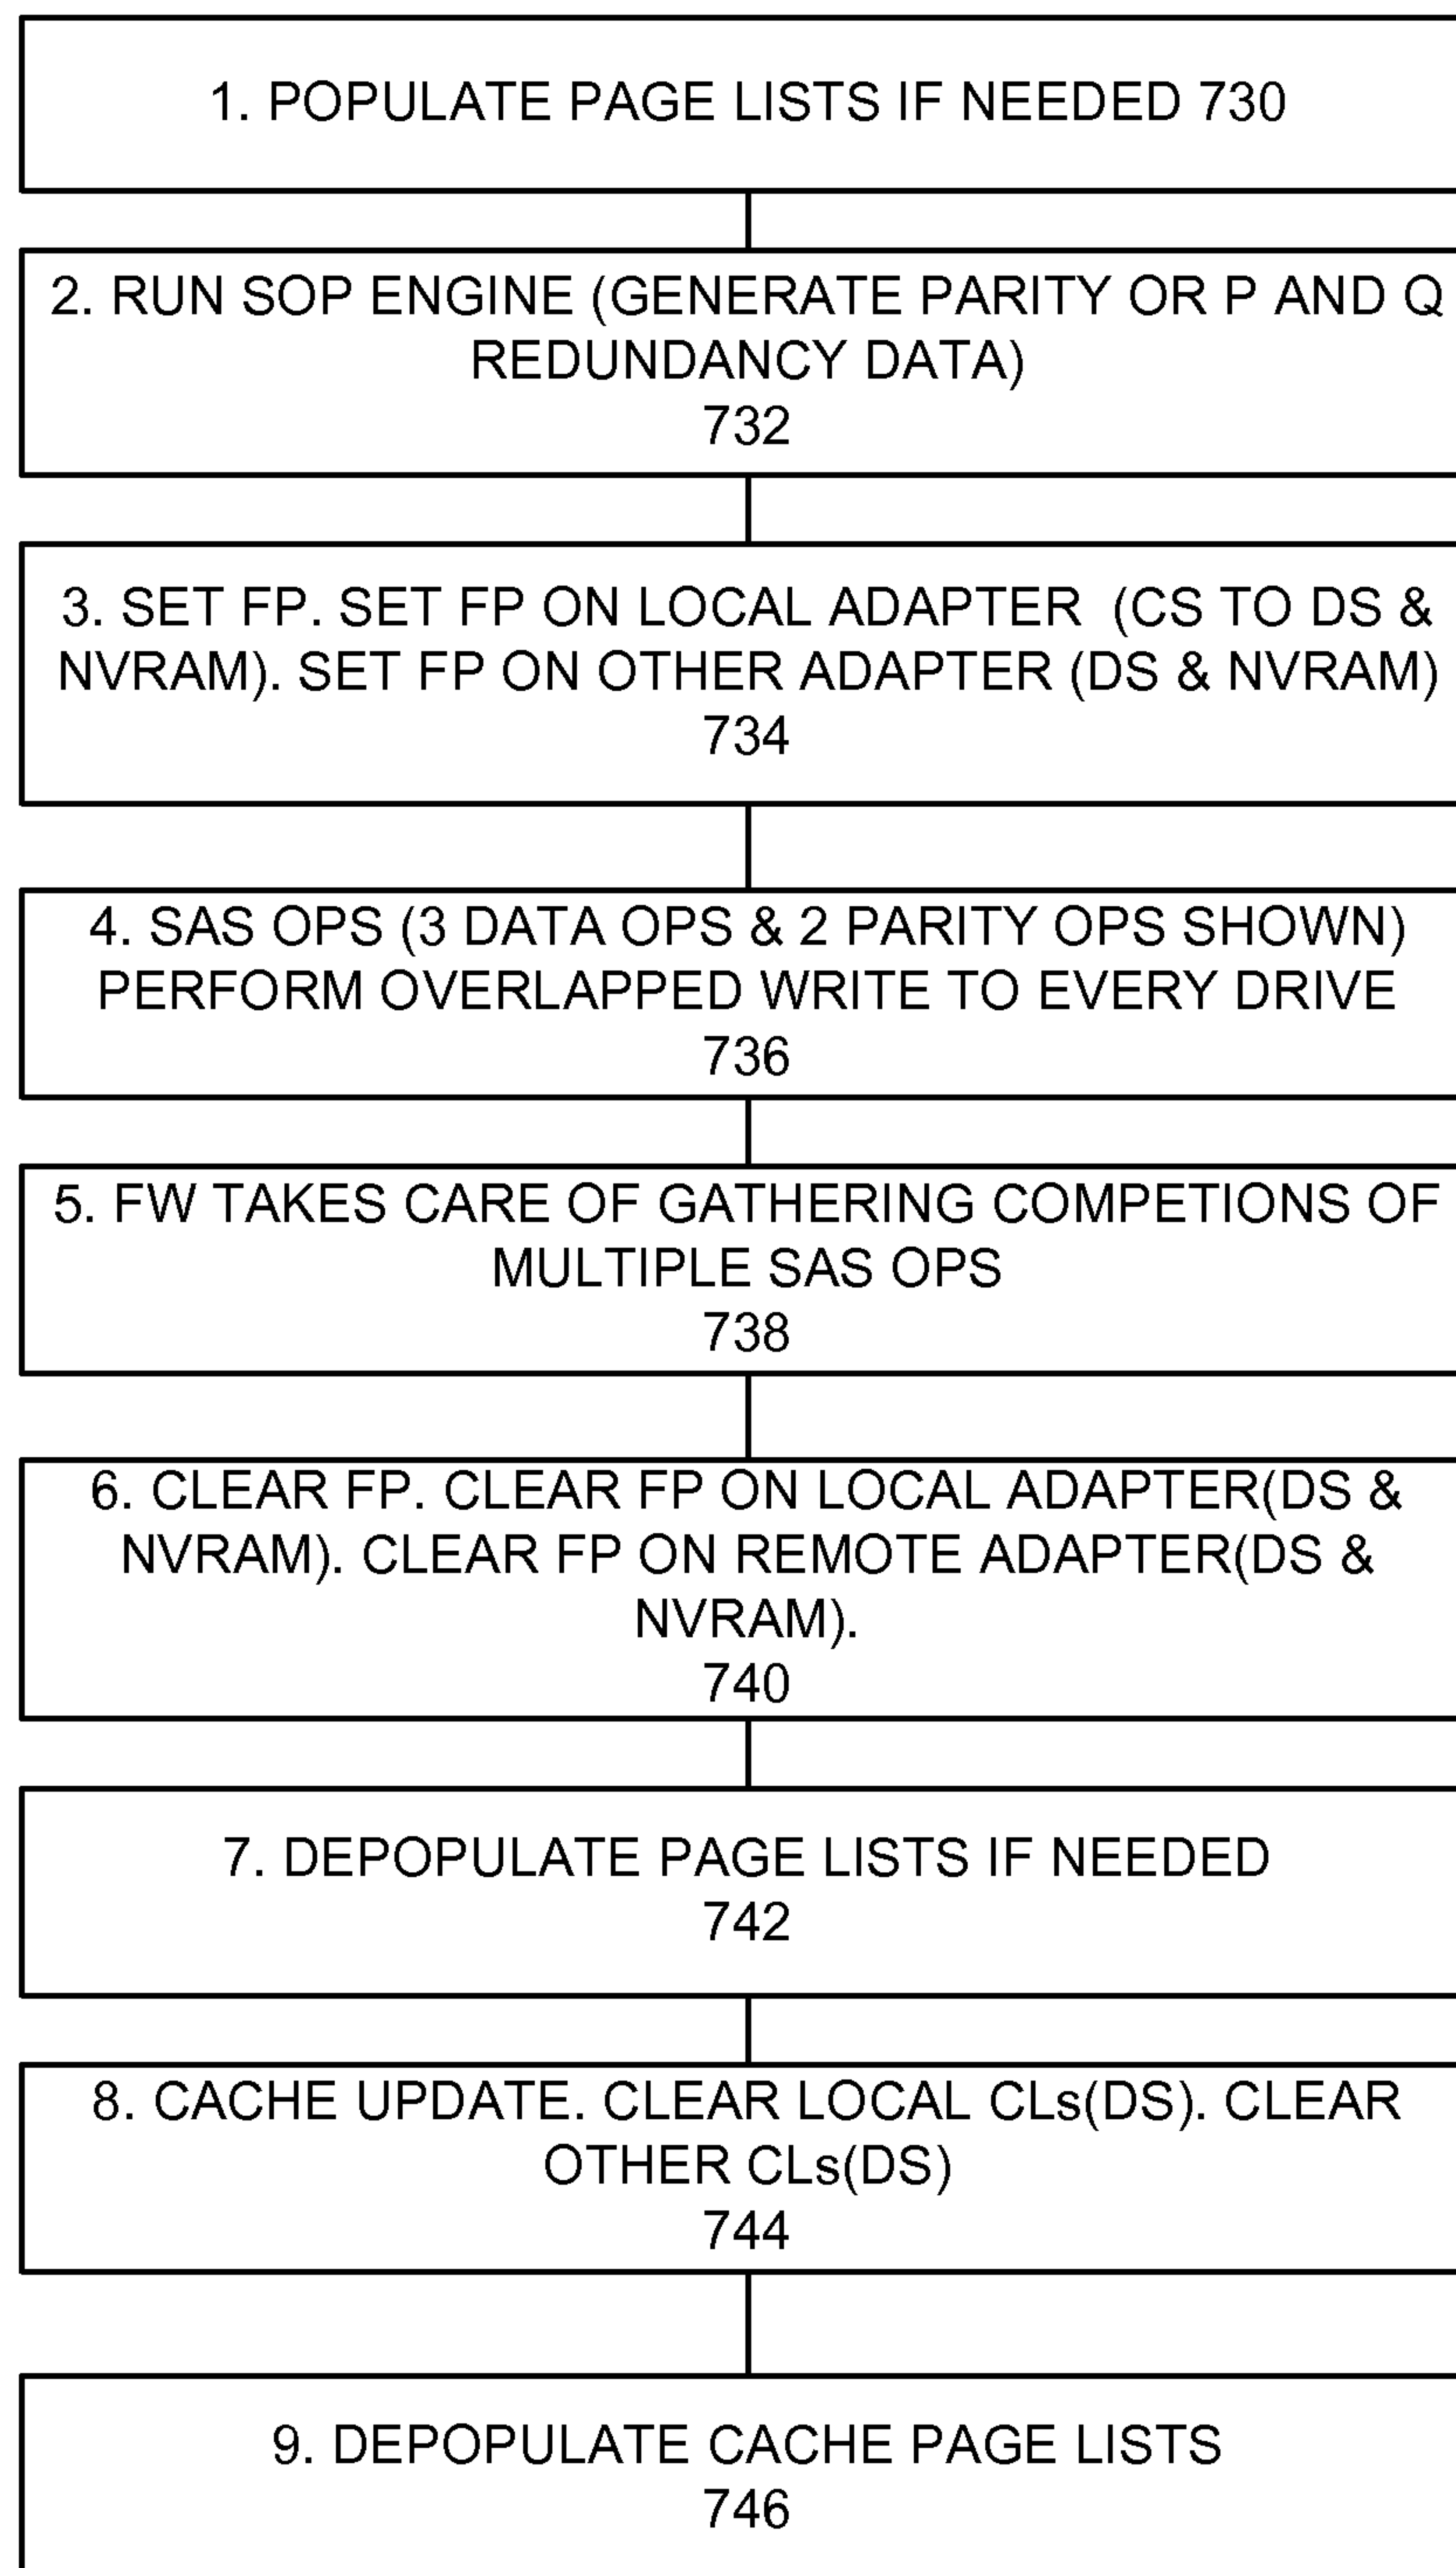 1. POPULATE PAGE LISTS IF NEEDED 730
2. RUN SOP ENGINE (GENERATE PARITY OR P AND Q
REDUNDANCY DATA)
732
3. SET FP. SET FP ON LOCAL ADAPTER (CS TO DS &
NVRAM). SET FP ON OTHER ADAPTER (DS & NVRAM)
734
4. SAS OPS (3 DATA OPS & 2 PARITY OPS SHOWN)
PERFORM OVERLAPPED WRITE TO EVERY DRIVE
736
5. FW TAKES CARE OF GATHERING COMPETIONS OF
MULTIPLE SAS OPS
738
6. CLEAR FP. CLEAR FP ON LOCAL ADAPTER(DS &
NVRAM). CLEAR FP ON REMOTE ADAPTER(DS &
NVRAM).
740
7. DEPOPULATE PAGE LISTS IF NEEDED
742
8. CACHE UPDATE. CLEAR LOCAL CLs(DS). CLEAR
OTHER CLs(DS)
744
9. DEPOPULATE CACHE PAGE LISTS
746